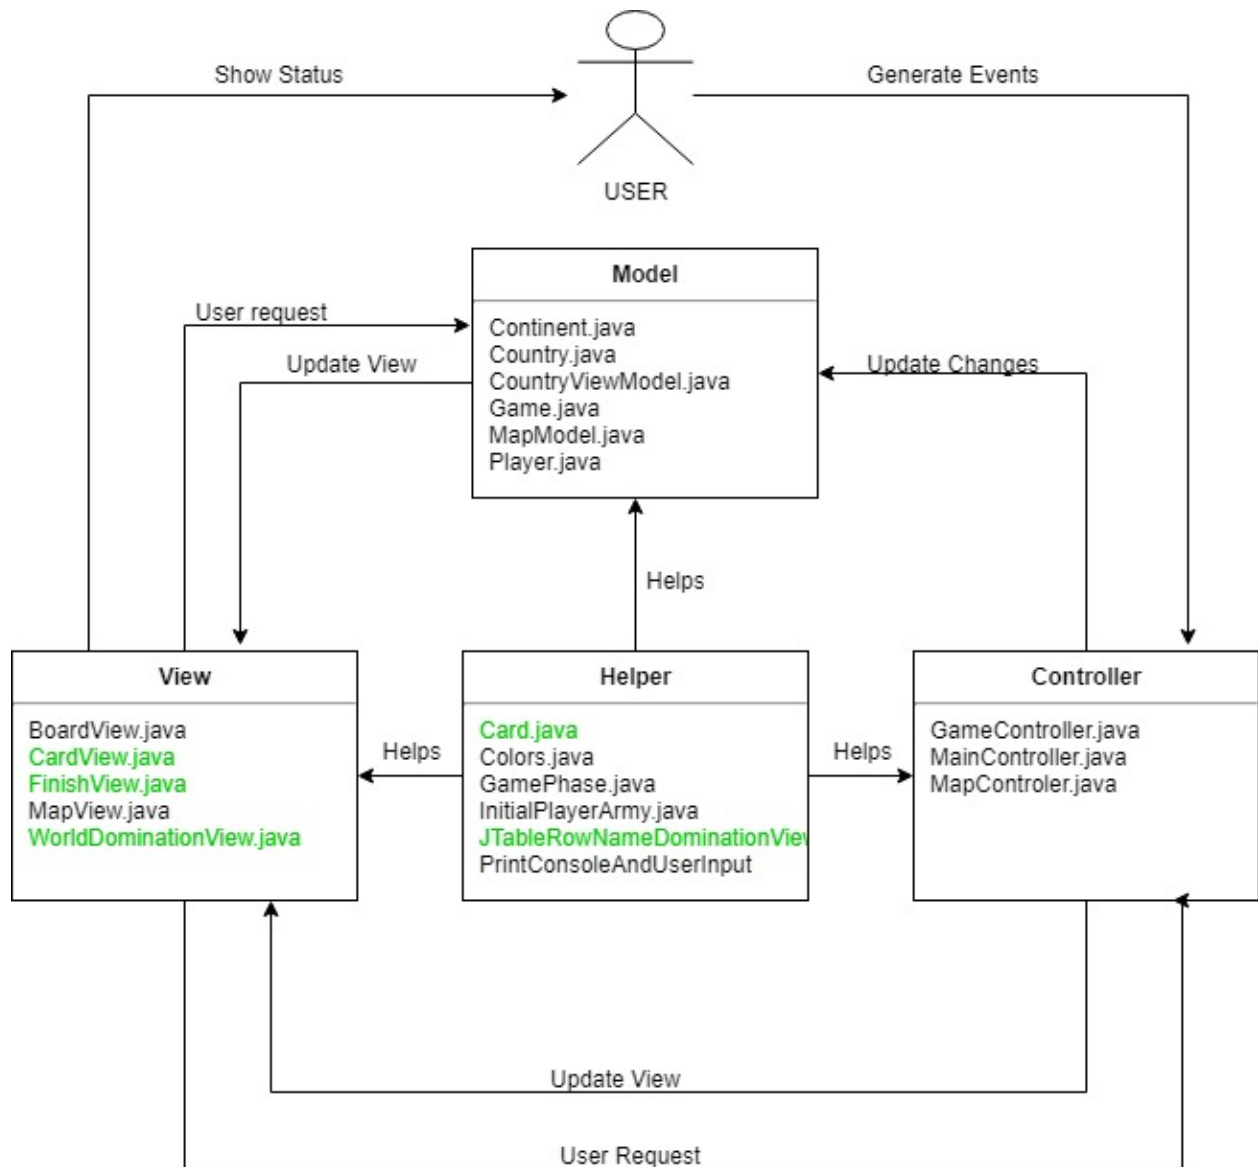 Show Status
Generate Events
USER
Model
Continent.java
Country.java
CountryViewModel.java
Game.java
MapModel.java
Player.java
User request
Update View
Update Changes
Helps
View
BoardView.java
CardView.java
FinishView.java
MapView.java
WorldDominationView.java
Helps
Helper
Card.java
Colors.java
GamePhase.java
InitialPlayerArmy.java
JTableRowNameDominationView
PrintConsoleAndUserInput
Helps
Controller
GameController.java
MainController.java
MapControler.java
Update View
User Request